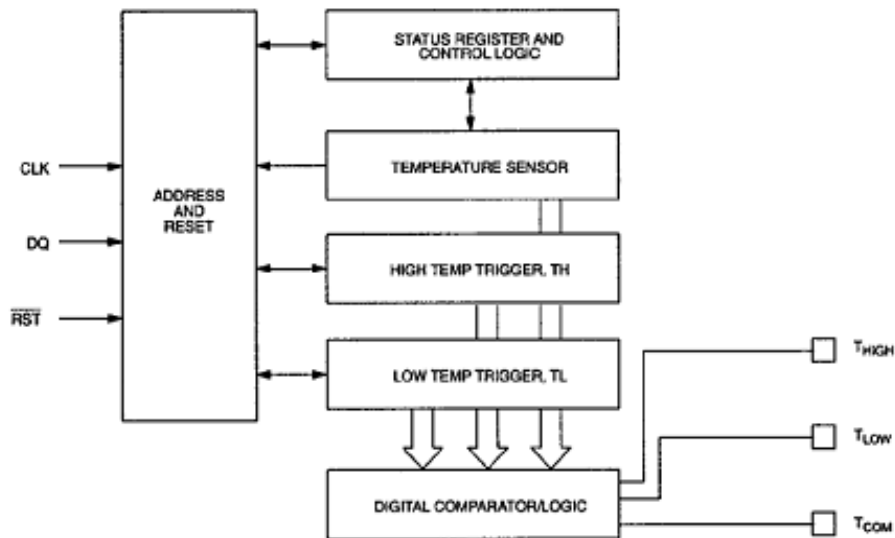 STATUS REGISTER AND
CONTROL LOGIC
CLK
TEMPERATURE SENSOR
ADDRESS
AND
RESET
DQ
HIGH TEMP TRIGGER, TH
RST
LOW TEMP TRIGGER, TL
THIGH
TLOW
DIGITAL COMPARATOR/LOGIC
TCOM